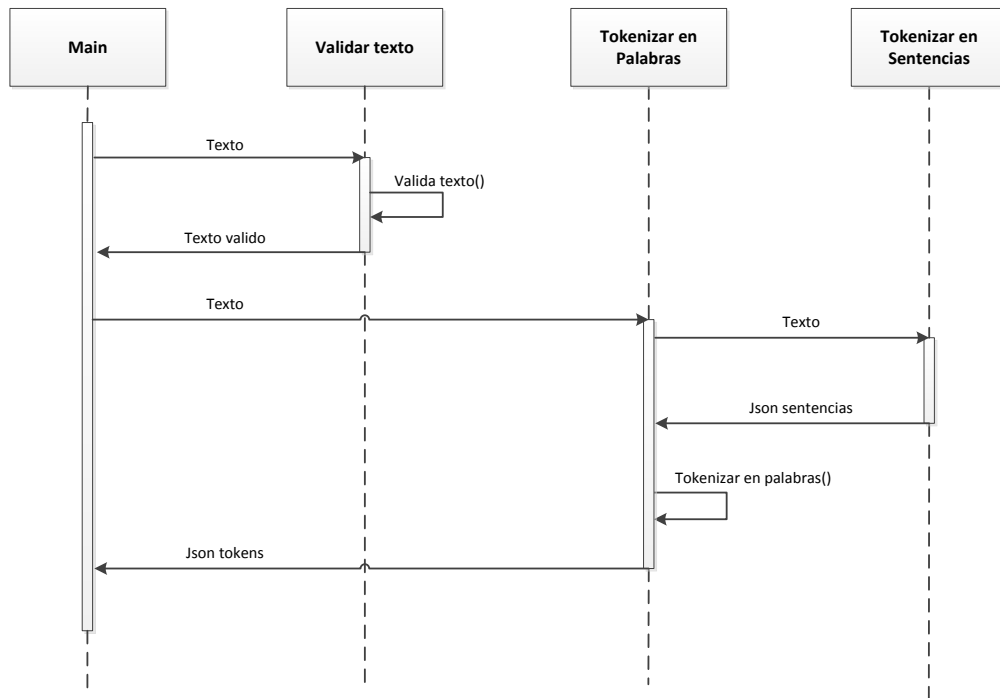 Main
Validar texto
Tokenizar en
Palabras
Tokenizar en
Sentencias
Texto
Valida texto()
Texto valido
Texto
Texto
Json sentencias
Tokenizar en palabras()
Json tokens